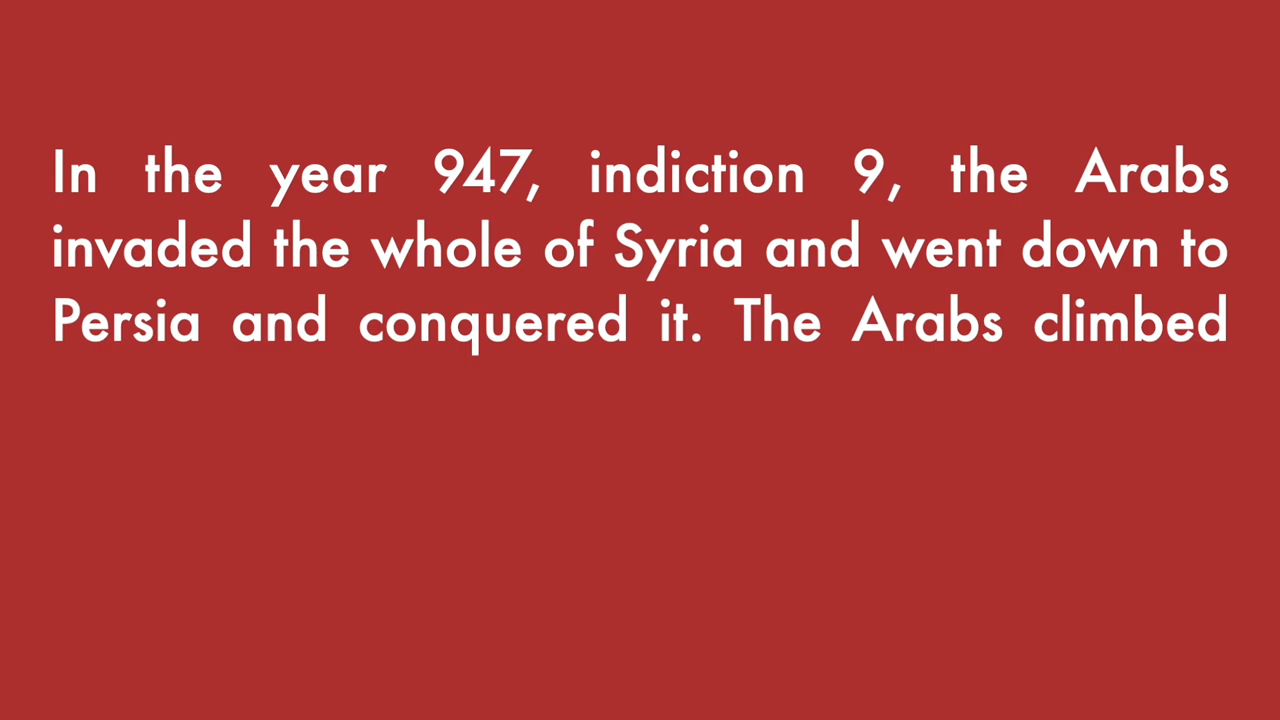 In the year 947, indiction 9, the Arabs
invaded the whole of Syria and went down to
Persia and conquered it. The Arabs climbed